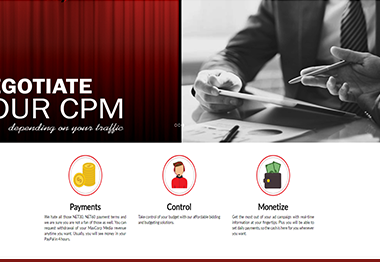 EGOTIATE
OUR CPM
depending on your traffic
Payments
We hate all those NET30, NET60 payment terms and
we are sure you are not a fan of those as well. You can
request withdrawal of your MaxCorp Media revenue
anytime you want. Usually, you will see money in your
PayPal in 4 hours.
Control
Take control of your budget with our affordable bidding
and budgeting solutions.
Monetize
Get the most out of your ad campaign with real-time
information at your fingertips. Plus you will be able to
set daily payments, so the cash is here for you whenever
you want.